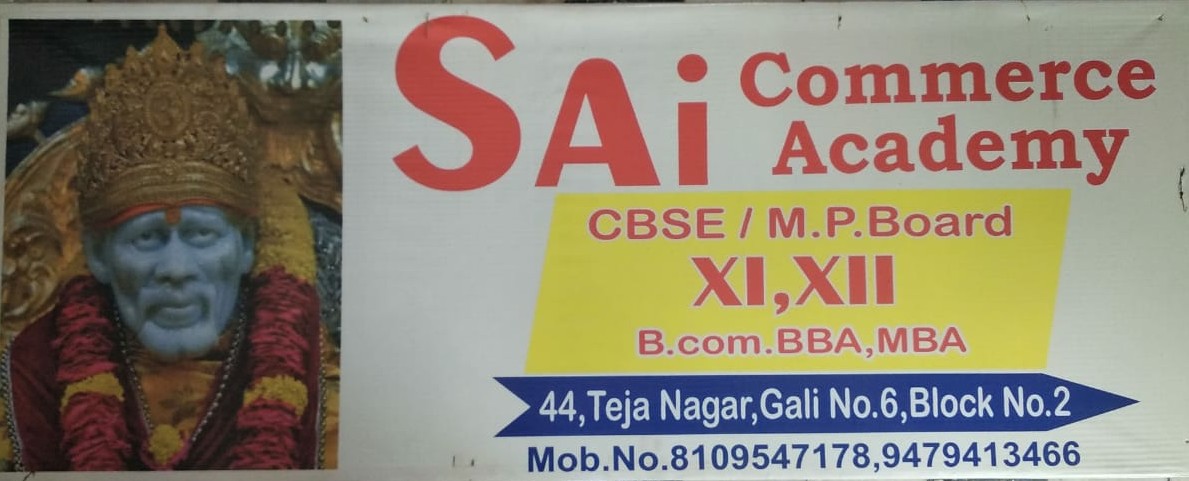 SAi Commerce
Academy
CBSE / M.P.Board
XI,XII
B.com.BBA,MBA
44,Teja Nagar,Gali No.6,Block No.2
Mob.No.8109547178,9479413466